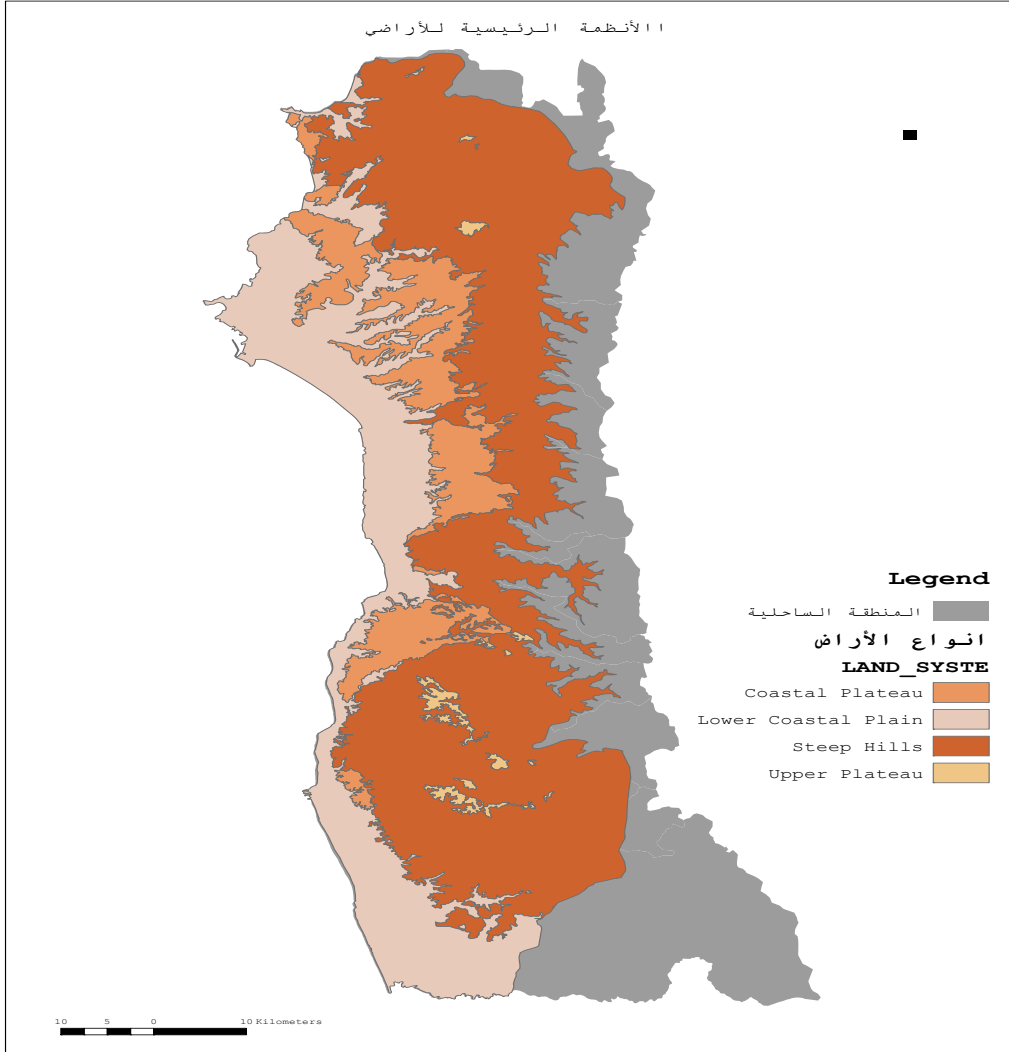 االأنظمة الرئيسية للأراضي
Legend
المنطقة الساحلية
انواع الأراض
LAND_SYSTE
Coastal Plateau
Lower Coastal Plain
Steep Hills
Upper Plateau
10 5 0 10 Kilometers